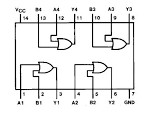 VCC B4 A4 Y4 B3 A3 Y3
14 13 12 11 10 9 8
1 2 3 4 5 6 7
A1 B1 Y1 A2 B2 Y2 GND